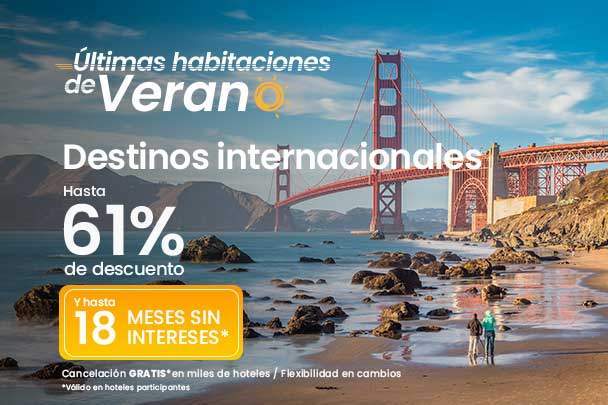 Últimas habitaciones
de Verano
Destinos internacionales
Hasta
61%
de descuento
Y hasta
18 MESES SIN
INTERESES*
Cancelación GRATIS* en miles de hoteles / Flexibilidad en cambios
*Válido en hoteles participantes